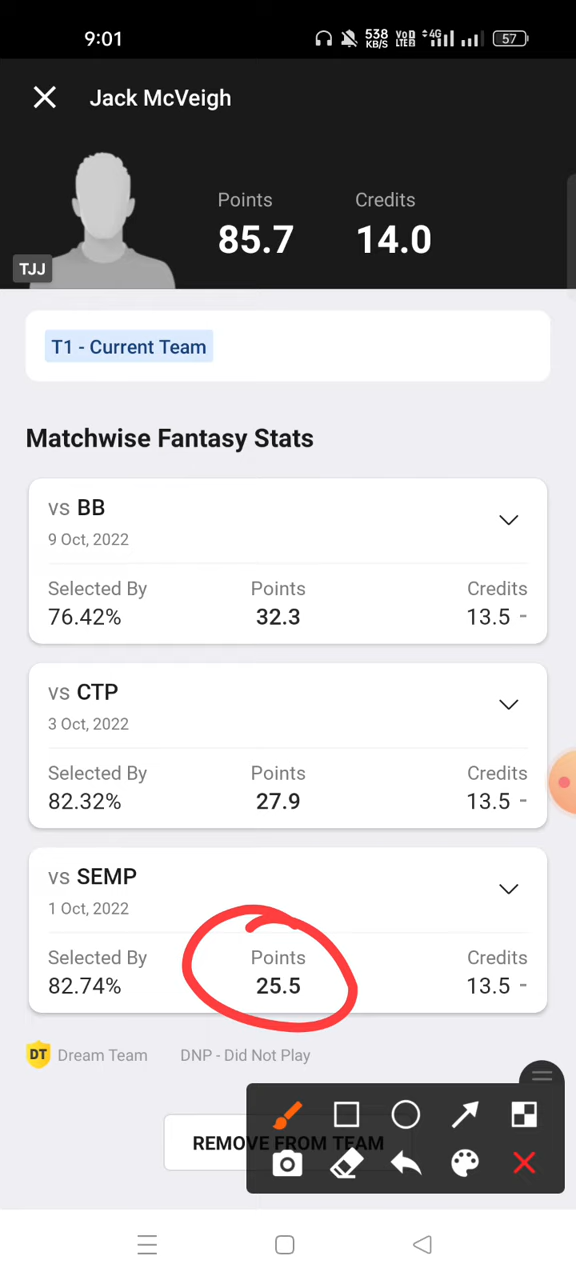 9:01
538 KB/S VoD LTE2 4G 57
Jack McVeigh
Points Credits
85.7 14.0
TJJ
T1 - Current Team
Matchwise Fantasy Stats
vs BB
9 Oct, 2022
Selected By Points Credits
76.42% 32.3 13.5 -
vs CTP
3 Oct, 2022
Selected By Points Credits
82.32% 27.9 13.5 -
vs SEMP
1 Oct, 2022
Selected By Points Credits
82.74% 25.5 13.5 -
DT Dream Team DNP - Did Not Play
REMOVE FROM TEAM